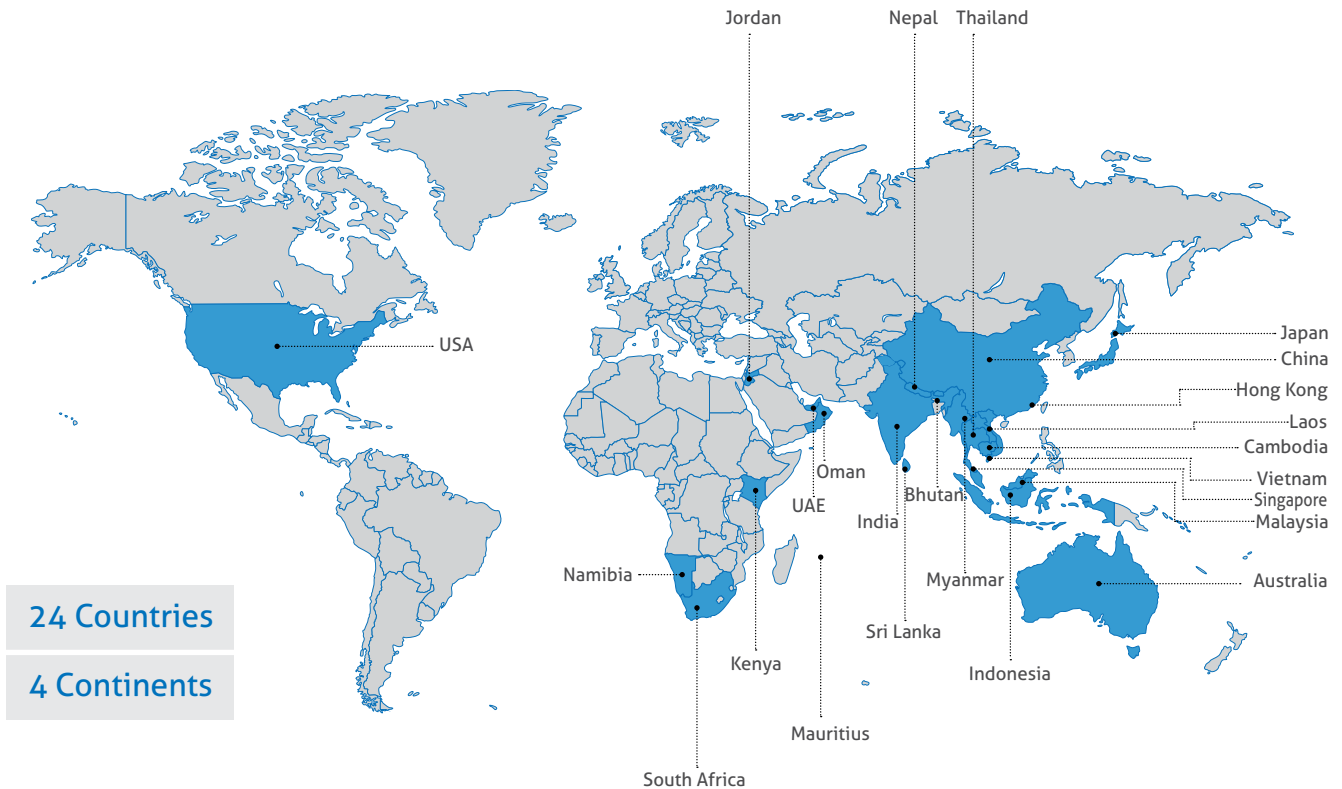 Jordan
Nepal
Thailand
USA
Japan
China
Hong Kong
Laos
Cambodia
Vietnam
Singapore
Malaysia
Oman
UAE
India
Bhutan
Namibia
Myanmar
Australia
Sri Lanka
Kenya
Indonesia
Mauritius
South Africa
24 Countries
4 Continents